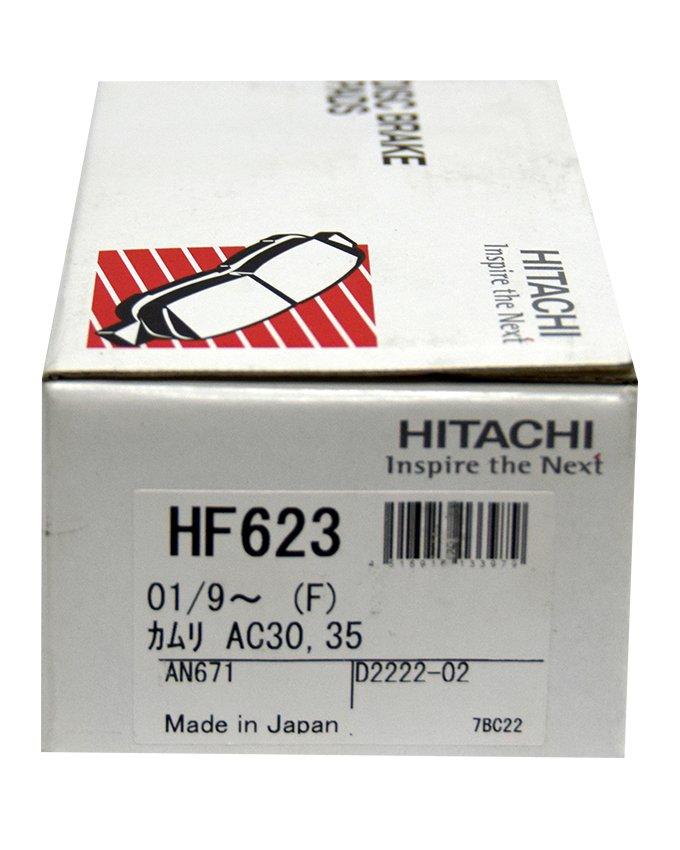 DISC BRAKE
PADS
HITACHI
Inspire the Next
HITACHI
Inspire the Next
HF623
01/9～ (F)
カムリ AC30, 35
AN671
D2222-02
Made in Japan
7BC22